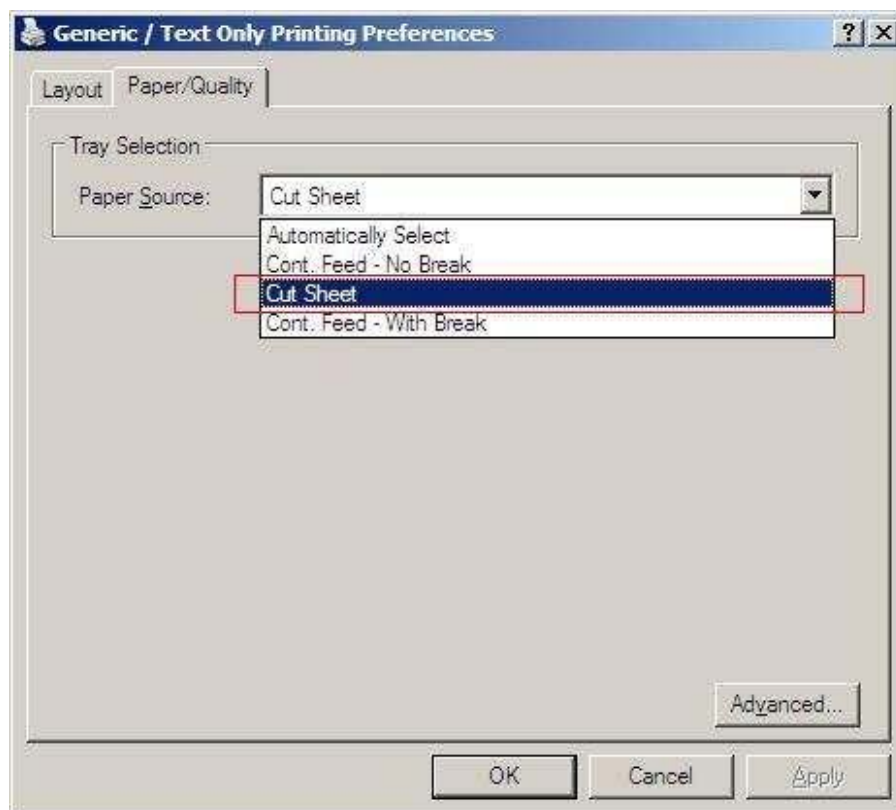 Generic / Text Only Printing Preferences
Layout Paper/Quality
Tray Selection
Paper Source: Cut Sheet
Automatically Select
Cont. Feed - No Break
Cut Sheet
Cont. Feed - With Break
Advanced...
OK Cancel Apply